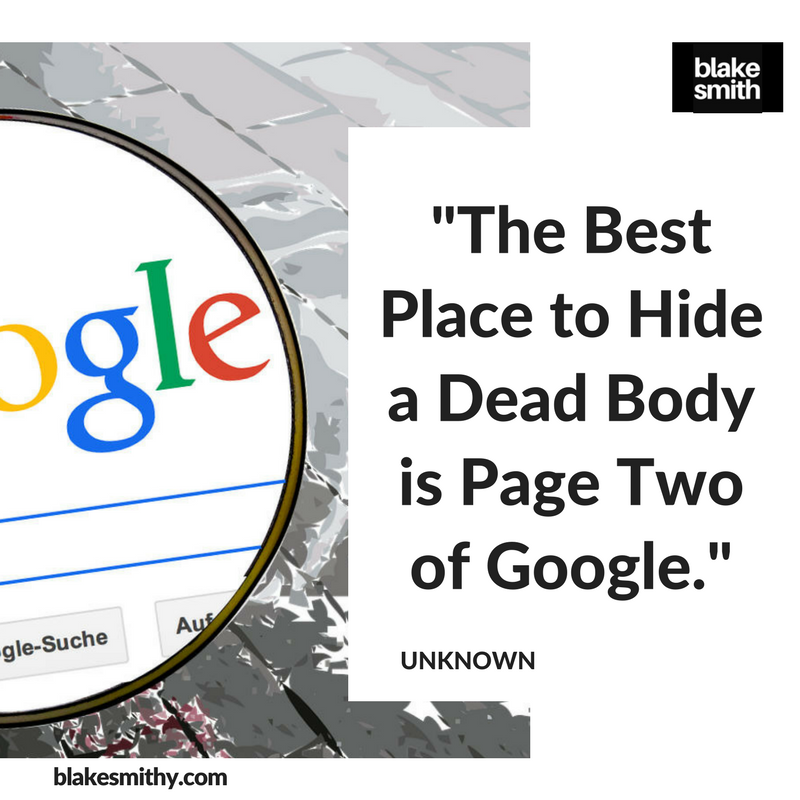 blake
smith
ogle
"The Best
Place to Hide
a Dead Body
is Page Two
of Google."
ogle-Suche
Auf
UNKNOWN
blakesmithy.com